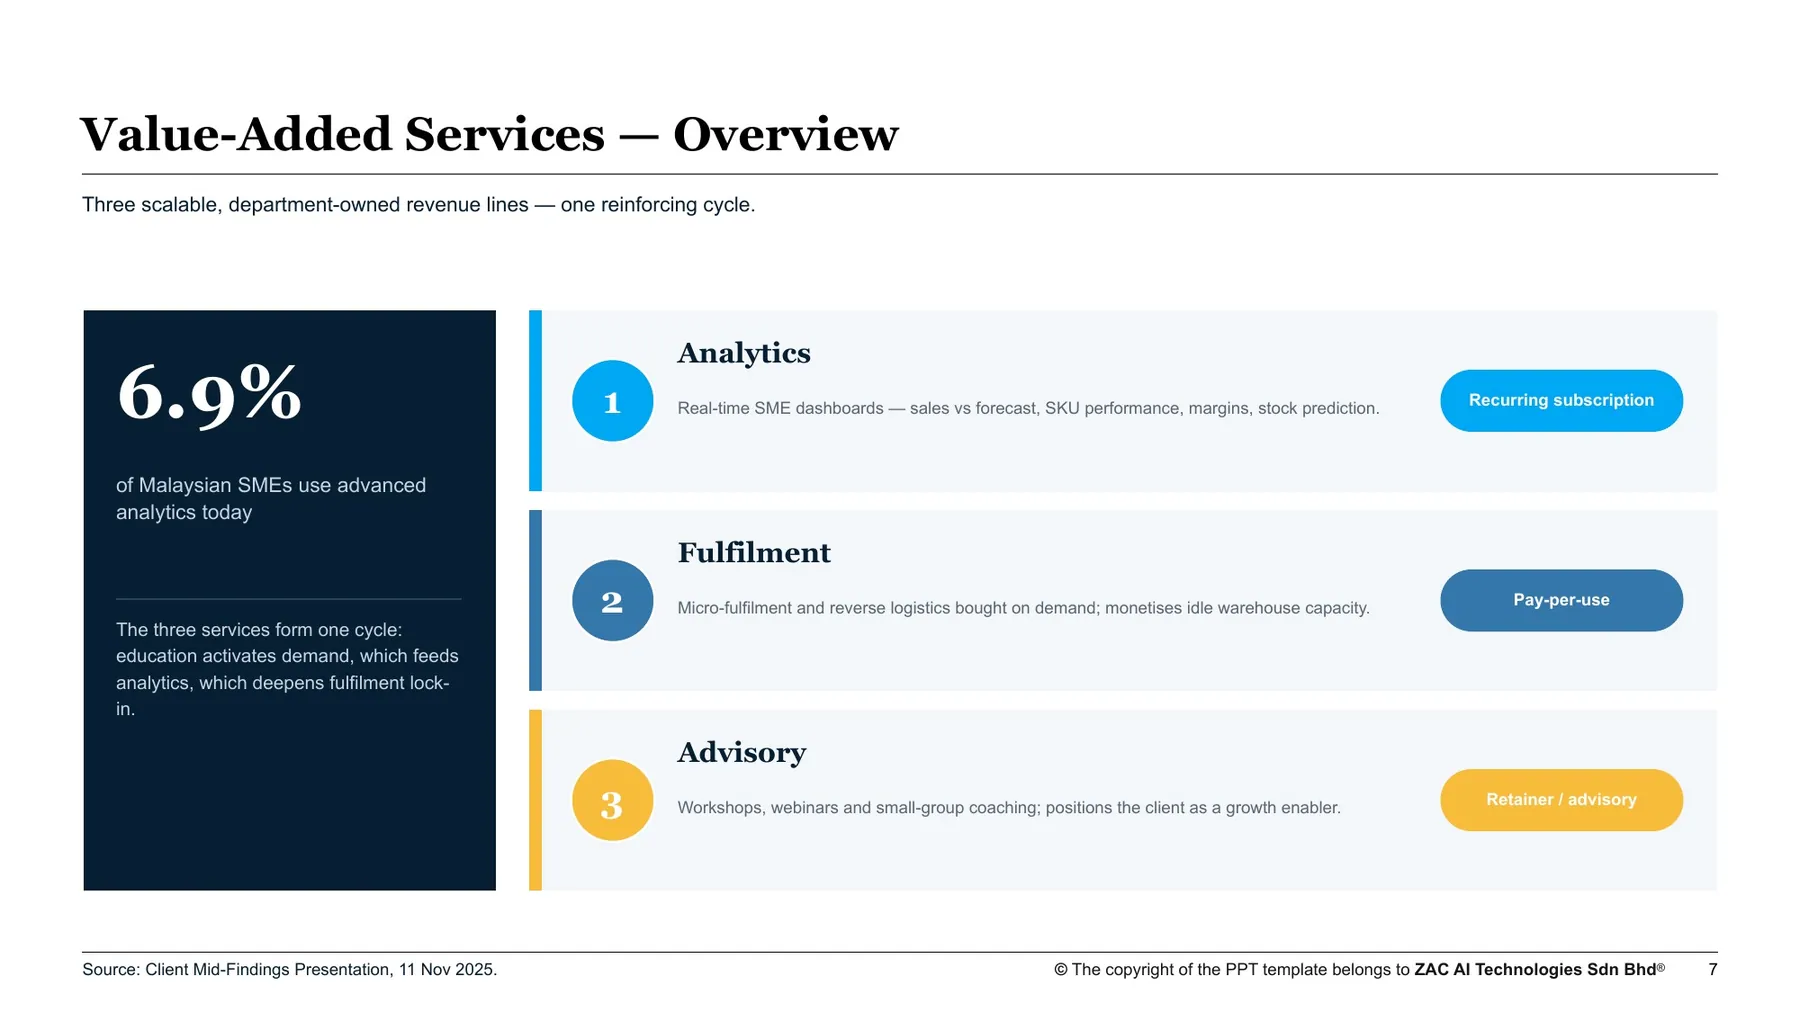 Value-Added Services — Overview
Three scalable, department-owned revenue lines — one reinforcing cycle.
6.9%
of Malaysian SMEs use advanced
analytics today
The three services form one cycle:
education activates demand, which feeds
analytics, which deepens fulfilment lock-
in.
1
Analytics
Real-time SME dashboards — sales vs forecast, SKU performance, margins, stock prediction.
Recurring subscription
2
Fulfilment
Micro-fulfilment and reverse logistics bought on demand; monetises idle warehouse capacity.
Pay-per-use
3
Advisory
Workshops, webinars and small-group coaching; positions the client as a growth enabler.
Retainer / advisory
Source: Client Mid-Findings Presentation, 11 Nov 2025.
© The copyright of the PPT template belongs to ZAC AI Technologies Sdn Bhd®
7